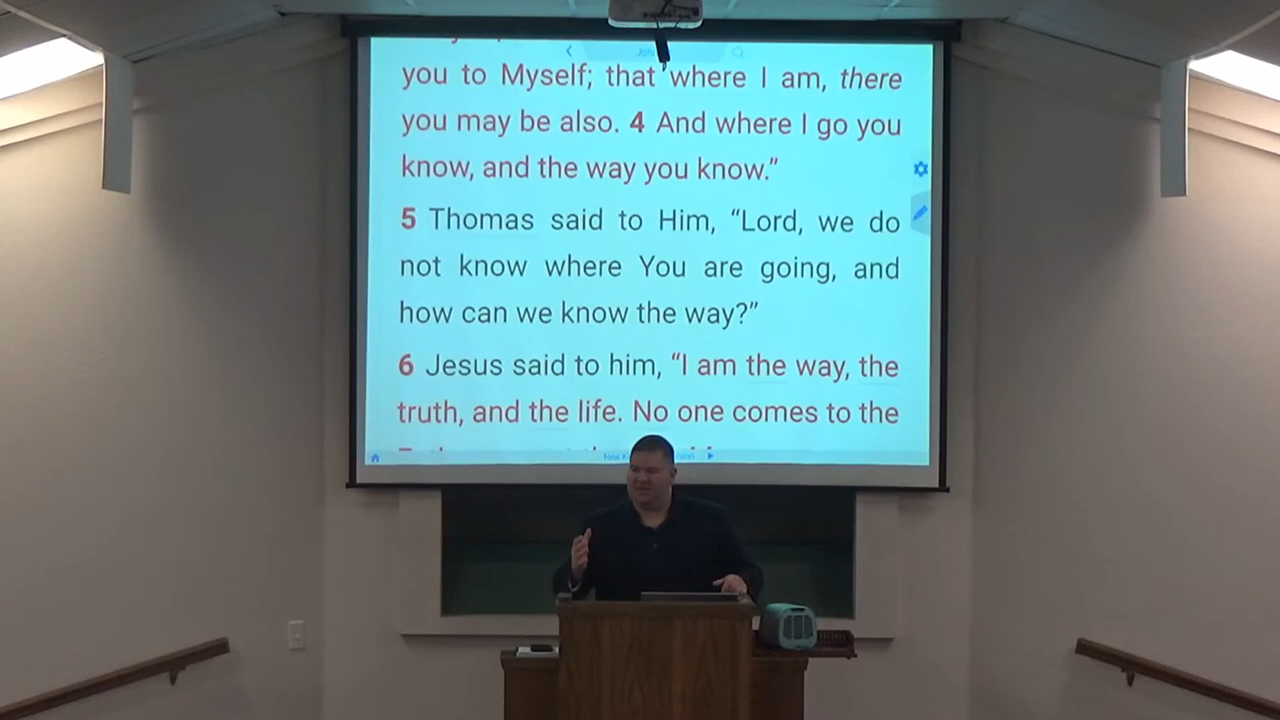 you to Myself; that where I am, there
you may be also. 4 And where I go you
know, and the way you know.”
5 Thomas said to Him, “Lord, we do
not know where You are going, and
how can we know the way?”
6 Jesus said to him, “I am the way, the
truth, and the life. No one comes to the